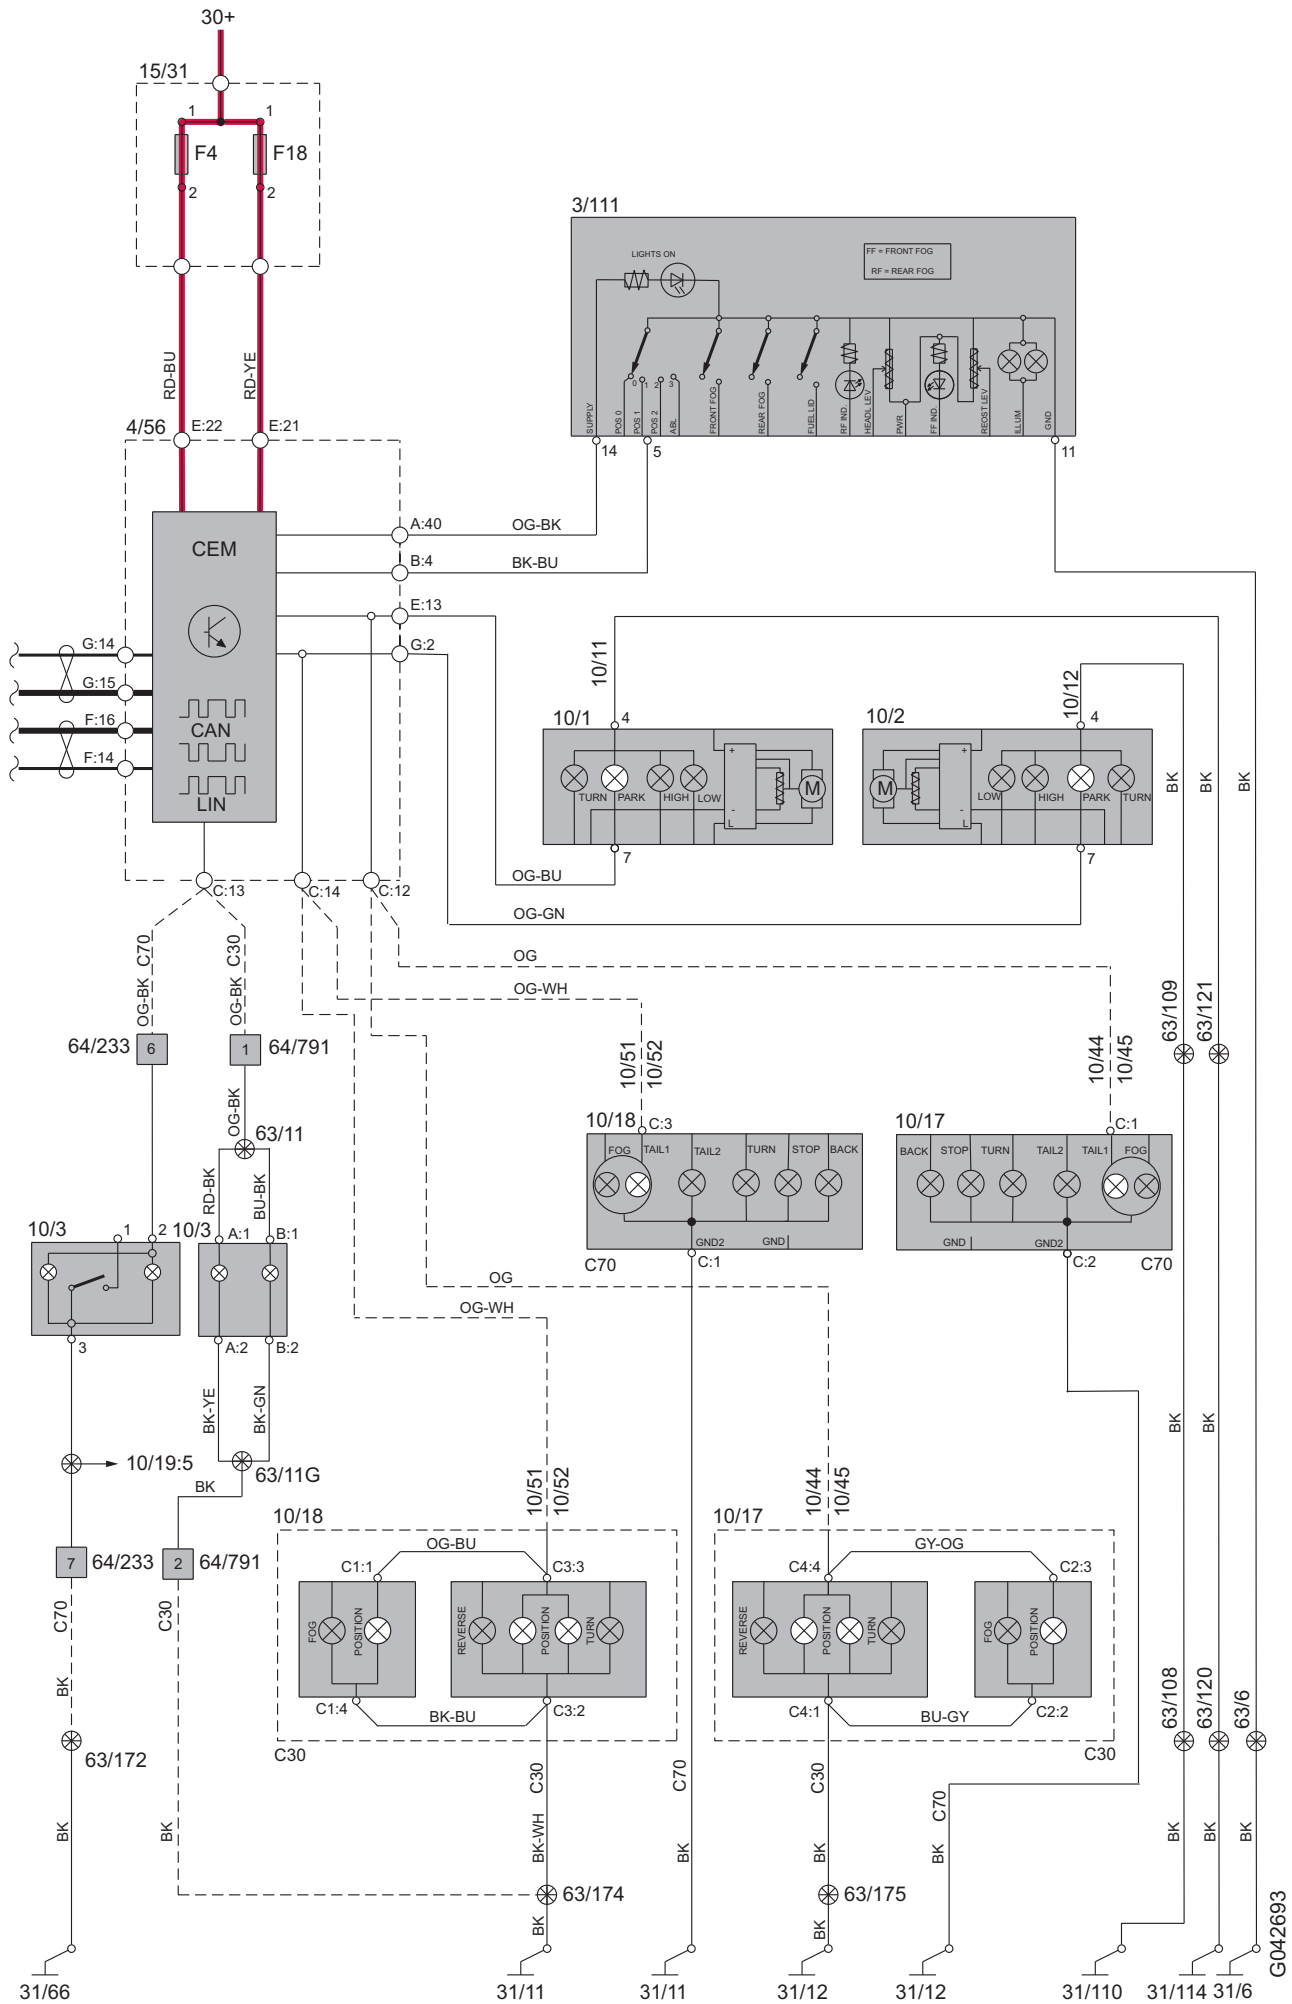 30+
15/31
1 1
F4 F18
2 2
RD-BU
RD-YE
4/56 E:22 E:21
3/111
LIGHTS ON
FF = FRONT FOG
RF = REAR FOG
0 1 2 3
SUPPLY
POS 0
POS 1
POS 2
ABL
FRONT FOG
REAR FOG
FUEL LID
RF IND.
HEADL LEV
PWR
FF IND.
REOST LEV
ILLUM
GND
14 5 11
CEM
A:40 OG-BK
B:4 BK-BU
E:13
G:2
G:14
G:15
F:16
F:14
CAN
LIN
C:13 C:14 C:12
10/11
10/12
10/1 4
10/2 4
TURN PARK HIGH LOW
+
-
L
M
M
+
-
L
LOW HIGH PARK TURN
7 7
BK
BK
BK
OG-BU
OG-GN
OG
OG-WH
OG-BK C70
OG-BK C30
64/233 6
1 64/791
OG-BK
63/11
RD-BK
BU-BK
10/51
10/52
10/44
10/45
63/109
63/121
10/18 C:3
FOG TAIL1 TAIL2 TURN STOP BACK
GND2 GND
C70 C:1
10/17 C:1
BACK STOP TURN TAIL2 TAIL1 FOG
GND GND2
C:2 C70
10/3 1 2
10/3 A:1 B:1
3
A:2 B:2
OG
OG-WH
BK-YE
BK-GN
10/19:5
63/11G
BK
BK
BK
7 64/233
2 64/791
C70
C30
BK
63/172
BK
BK
10/51
10/52
10/44
10/45
10/18
OG-BU
C1:1 C3:3
FOG
POSITION
REVERSE
POSITION
TURN
C1:4 BK-BU C3:2
C30
10/17
GY-OG
C4:4 C2:3
REVERSE
POSITION
TURN
FOG
POSITION
C4:1 BU-GY C2:2
C30
63/108
63/120
63/6
C30
C70
C30
C70
BK-WH
BK
BK
BK
BK
BK
BK
63/174
63/175
BK
BK
31/66
31/11
31/11
31/12
31/12
31/110
31/114
31/6
G042693